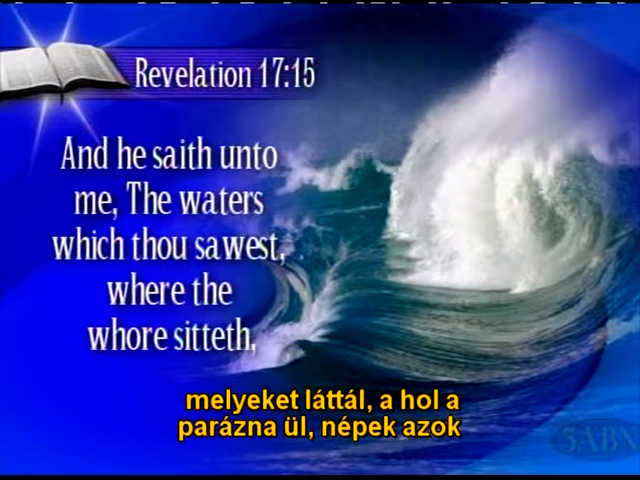 Revelation 17:15
And he saith unto
me, The waters
which thou sawest,
where the
whore sitteth,
melyeket láttál, a hol a
parázna ül, népek azok
3ABN